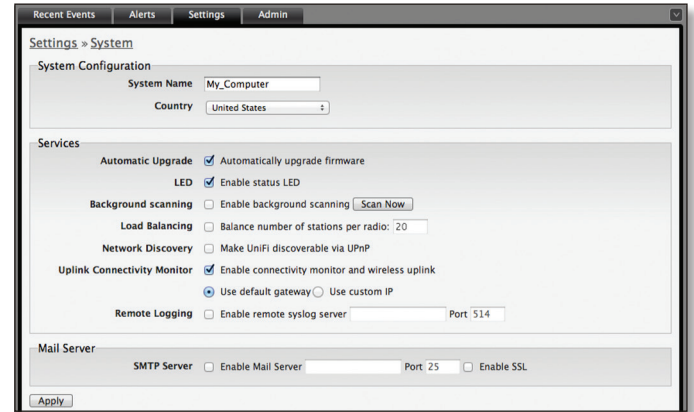 Recent Events Alerts Settings Admin
Settings » System
System Configuration
System Name My_Computer
Country United States
Services
Automatic Upgrade Automatically upgrade firmware
LED Enable status LED
Background scanning Enable background scanning Scan Now
Load Balancing Balance number of stations per radio: 20
Network Discovery Make UniFi discoverable via UPnP
Uplink Connectivity Monitor Enable connectivity monitor and wireless uplink
Use default gateway Use custom IP
Remote Logging Enable remote syslog server Port 514
Mail Server
SMTP Server Enable Mail Server Port 25 Enable SSL
Apply